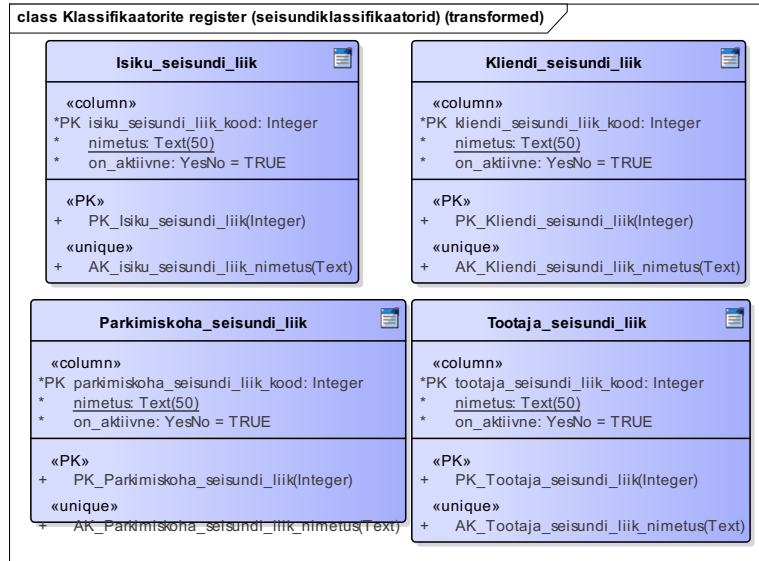 class Klassifikaatorite register (seisundiklassifikaatorid) (transformed)
Isiku_seisundi_liik
«column»
*PK isiku_seisundi_liik_kood: Integer
* nimetus: Text(50)
* on_aktiivne: YesNo = TRUE
«PK»
+ PK_Isiku_seisundi_liik(Integer)
«unique»
+ AK_isiku_seisundi_liik_nimetus(Text)
Kliendi_seisundi_liik
«column»
*PK kliendi_seisundi_liik_kood: Integer
* nimetus: Text(50)
* on_aktiivne: YesNo = TRUE
«PK»
+ PK_Kliendi_seisundi_liik(Integer)
«unique»
+ AK_Kliendi_seisundi_liik_nimetus(Text)
Parkimiskoha_seisundi_liik
«column»
*PK parkimiskoha_seisundi_liik_kood: Integer
* nimetus: Text(50)
* on_aktiivne: YesNo = TRUE
«PK»
+ PK_Parkimiskoha_seisundi_liik(Integer)
«unique»
+ AK_Parkimiskoha_seisundi_liik_nimetus(Text)
Tootaja_seisundi_liik
«column»
*PK tootaja_seisundi_liik_kood: Integer
* nimetus: Text(50)
* on_aktiivne: YesNo = TRUE
«PK»
+ PK_Tootaja_seisundi_liik(Integer)
«unique»
+ AK_Tootaja_seisundi_liik_nimetus(Text)